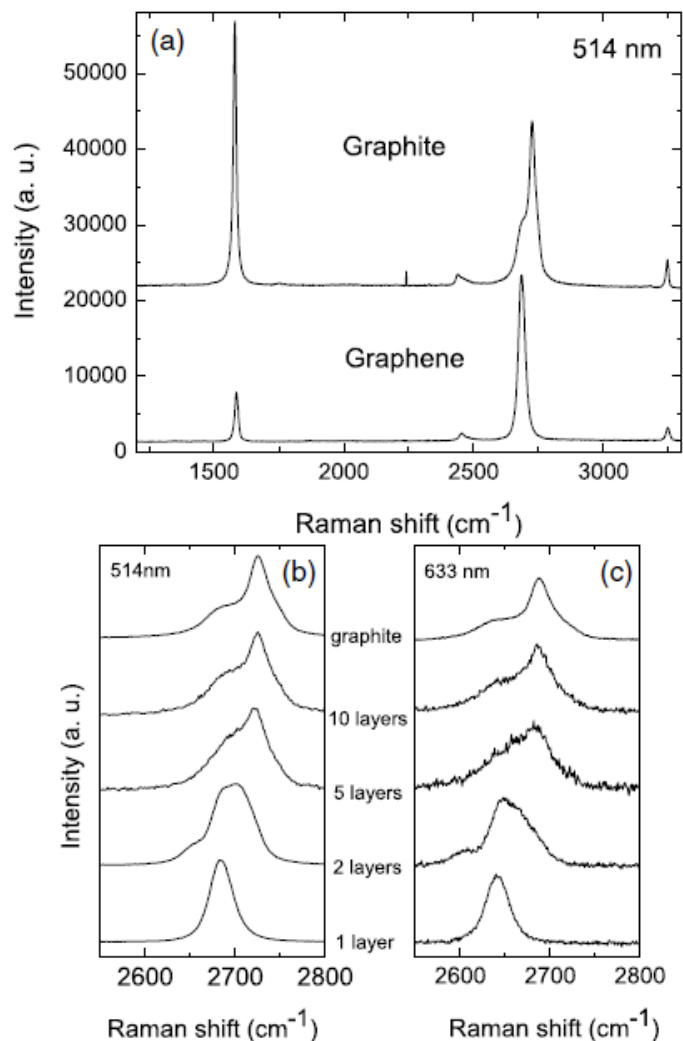 (a)
514 nm
50000
40000
30000
20000
10000
0
Graphite
Graphene
Intensity (a. u.)
1500 2000 2500 3000
Raman shift (cm⁻¹)
514nm
(b)
(c)
633 nm
graphite
10 layers
5 layers
2 layers
1 layer
Intensity (a. u.)
2600 2700 2800
2600 2700 2800
Raman shift (cm⁻¹)
Raman shift (cm⁻¹)